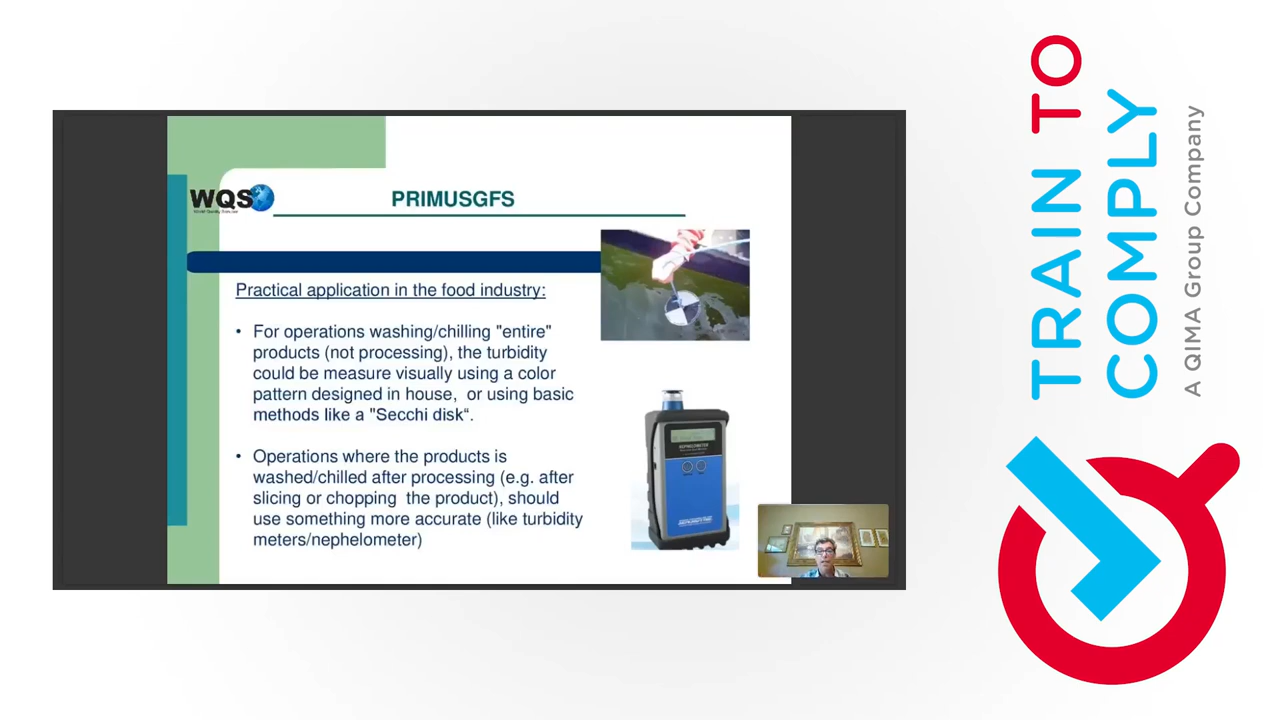 WQS
PRIMUSGFS
Practical application in the food industry:
• For operations washing/chilling "entire"
products (not processing), the turbidity
could be measure visually using a color
pattern designed in house, or using basic
methods like a "Secchi disk“.
• Operations where the products is
washed/chilled after processing (e.g. after
slicing or chopping the product), should
use something more accurate (like turbidity
meters/nephelometer)
TRAIN TO
COMPLY
A QIMA Group Company